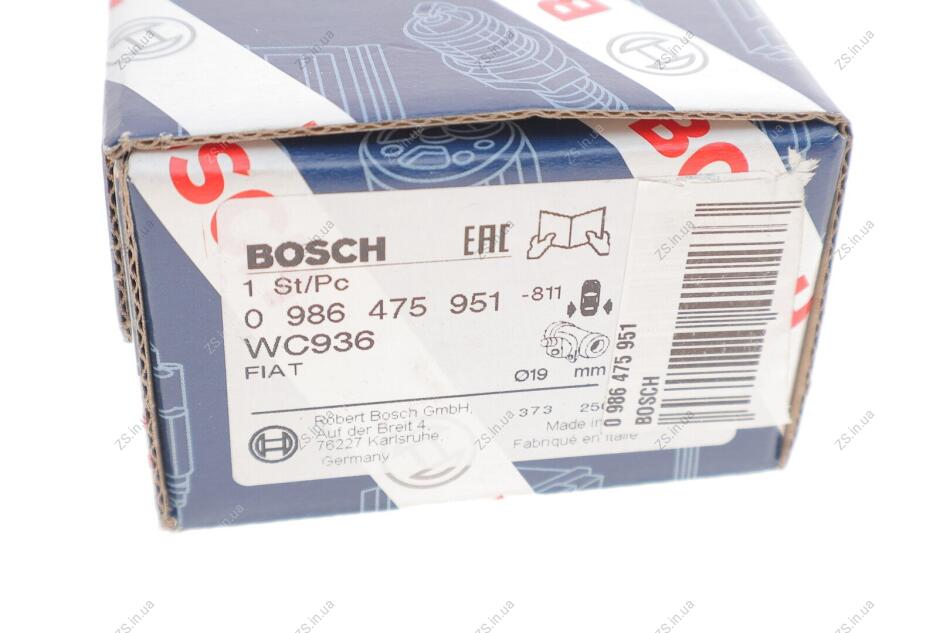 BOSCH
EAC
1 St/Pc
0 986 475 951
-811
WC936
FIAT
Ø19 mm
373
Robert Bosch GmbH,
Auf der Breit 4,
76227 Karlsruhe,
Germany
Made in
Fabriqué en Italie
0 986 475 951
BOSCH
ZS.in.ua